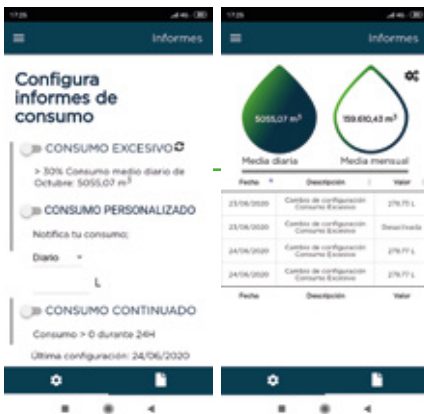 17:25
Informes
Configura
informes de
consumo
CONSUMO EXCESIVO
> 30% Consumo medio diario de
Octubre: 5055,07 m³
CONSUMO PERSONALIZADO
Notifica tu consumo:
Diario
L
CONSUMO CONTINUADO
Consumo > 0 durante 24H
Última configuración: 24/06/2020
17:25
Informes
5055,07 m³
159.610,43 m³
Media diaria
Media mensual
Fecha Descripción Valor
23/06/2020 Cambio de configuración 279.75 L
Consumo Excesivo
23/06/2020 Cambio de configuración Desactivada
Consumo Excesivo
24/06/2020 Cambio de configuración 279.77 L
Consumo Excesivo
24/06/2020 Cambio de configuración 279.77 L
Consumo Excesivo
Fecha Descripción Valor